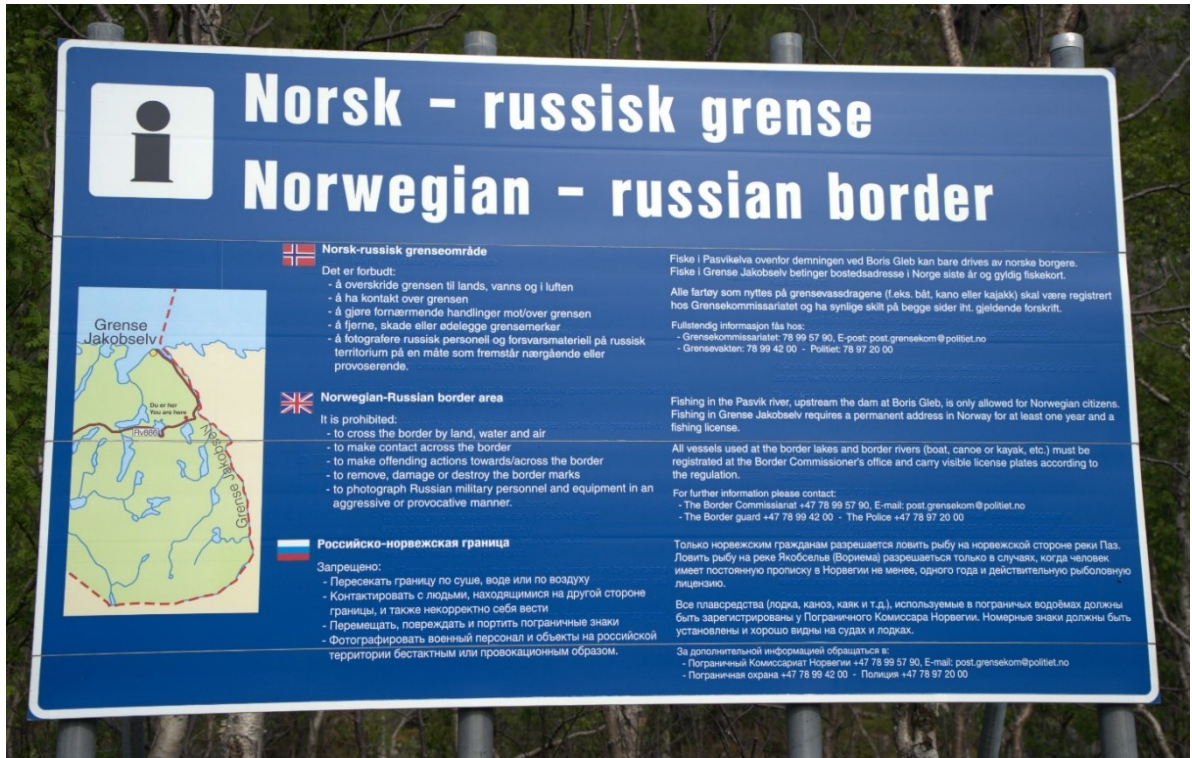 i
Norsk – russisk grense
Norwegian – russian border
Norsk-russisk grenseområde
Det er forbudt:
- å overskride grensen til lands, vanns og i luften
- å ha kontakt over grensen
- å gjøre fornærmende handlinger mot/over grensen
- å fjerne, skade eller ødelegge grensemerker
- å fotografere russisk personell og forsvarsmateriell på russisk
territorium på en måte som fremstår nærgående eller
provoserende.
Fiske i Pasvikelva ovenfor demningen ved Boris Gleb kan bare drives av norske borgere.
Fiske i Grense Jakobselv betinger bostedsadresse i Norge siste år og gyldig fiskekort.
Alle fartøy som nyttes på grensevassdragene (f.eks. båt, kano eller kajakk) skal være registrert
hos Grensekommissariatet og ha synlige skilt på begge sider iht. gjeldende forskrift.
Fullstendig informasjon fås hos:
- Grensekommissariatet: 78 99 57 90, E-post: post.grensekom@politiet.no
- Grensevakten: 78 99 42 00 - Politiet: 78 97 20 00
Norwegian-Russian border area
It is prohibited:
- to cross the border by land, water and air
- to make contact across the border
- to make offending actions towards/across the border
- to remove, damage or destroy the border marks
- to photograph Russian military personnel and equipment in an
aggressive or provocative manner.
Fishing in the Pasvik river, upstream the dam at Boris Gleb, is only allowed for Norwegian citizens.
Fishing in Grense Jakobselv requires a permanent address in Norway for at least one year and a
fishing license.
All vessels used at the border lakes and border rivers (boat, canoe or kayak, etc.) must be
registrated at the Border Commissioner's office and carry visible license plates according to
the regulation.
For further information please contact:
- The Border Commissianat +47 78 99 57 90, E-mail: post.grensekom@politiet.no
- The Border guard +47 78 99 42 00 - The Police +47 78 97 20 00
Российско-норвежская граница
Запрещено:
- Пересекать границу по суше, воде или по воздуху
- Контактировать с людьми, находящимися на другой стороне
границы, и также некорректно себя вести
- Перемещать, повреждать и портить пограничные знаки
- Фотографировать военный персонал и объекты на российской
территории бестактным или провокационным образом.
Только норвежским гражданам разрешается ловить рыбу на норвежской стороне реки Паз.
Ловить рыбу на реке Якобсельв (Вориема) разрешаеться только в случаях, когда человек
имеет постоянную прописку в Норвегии не менее, одного года и действительную рыболовную
лицензию.
Все плавсредства (лодка, каноэ, каяк и т.д.), используемые в пограничых водоёмах должны
быть зарегистрированы у Пограничного Комиссара Норвегии. Номерные знаки должны быть
установлены и хорошо видны на судах и лодках.
За дополнительной информацией обращаться в:
- Пограничный Комиссариат Норвегии +47 78 99 57 90, E-mail: post.grensekom@politiet.no
- Пограничная охрана +47 78 99 42 00 - Полиция +47 78 97 20 00
Grense
Jakobselv
Du er her
You are here
Rv886
Grense Jakobselv